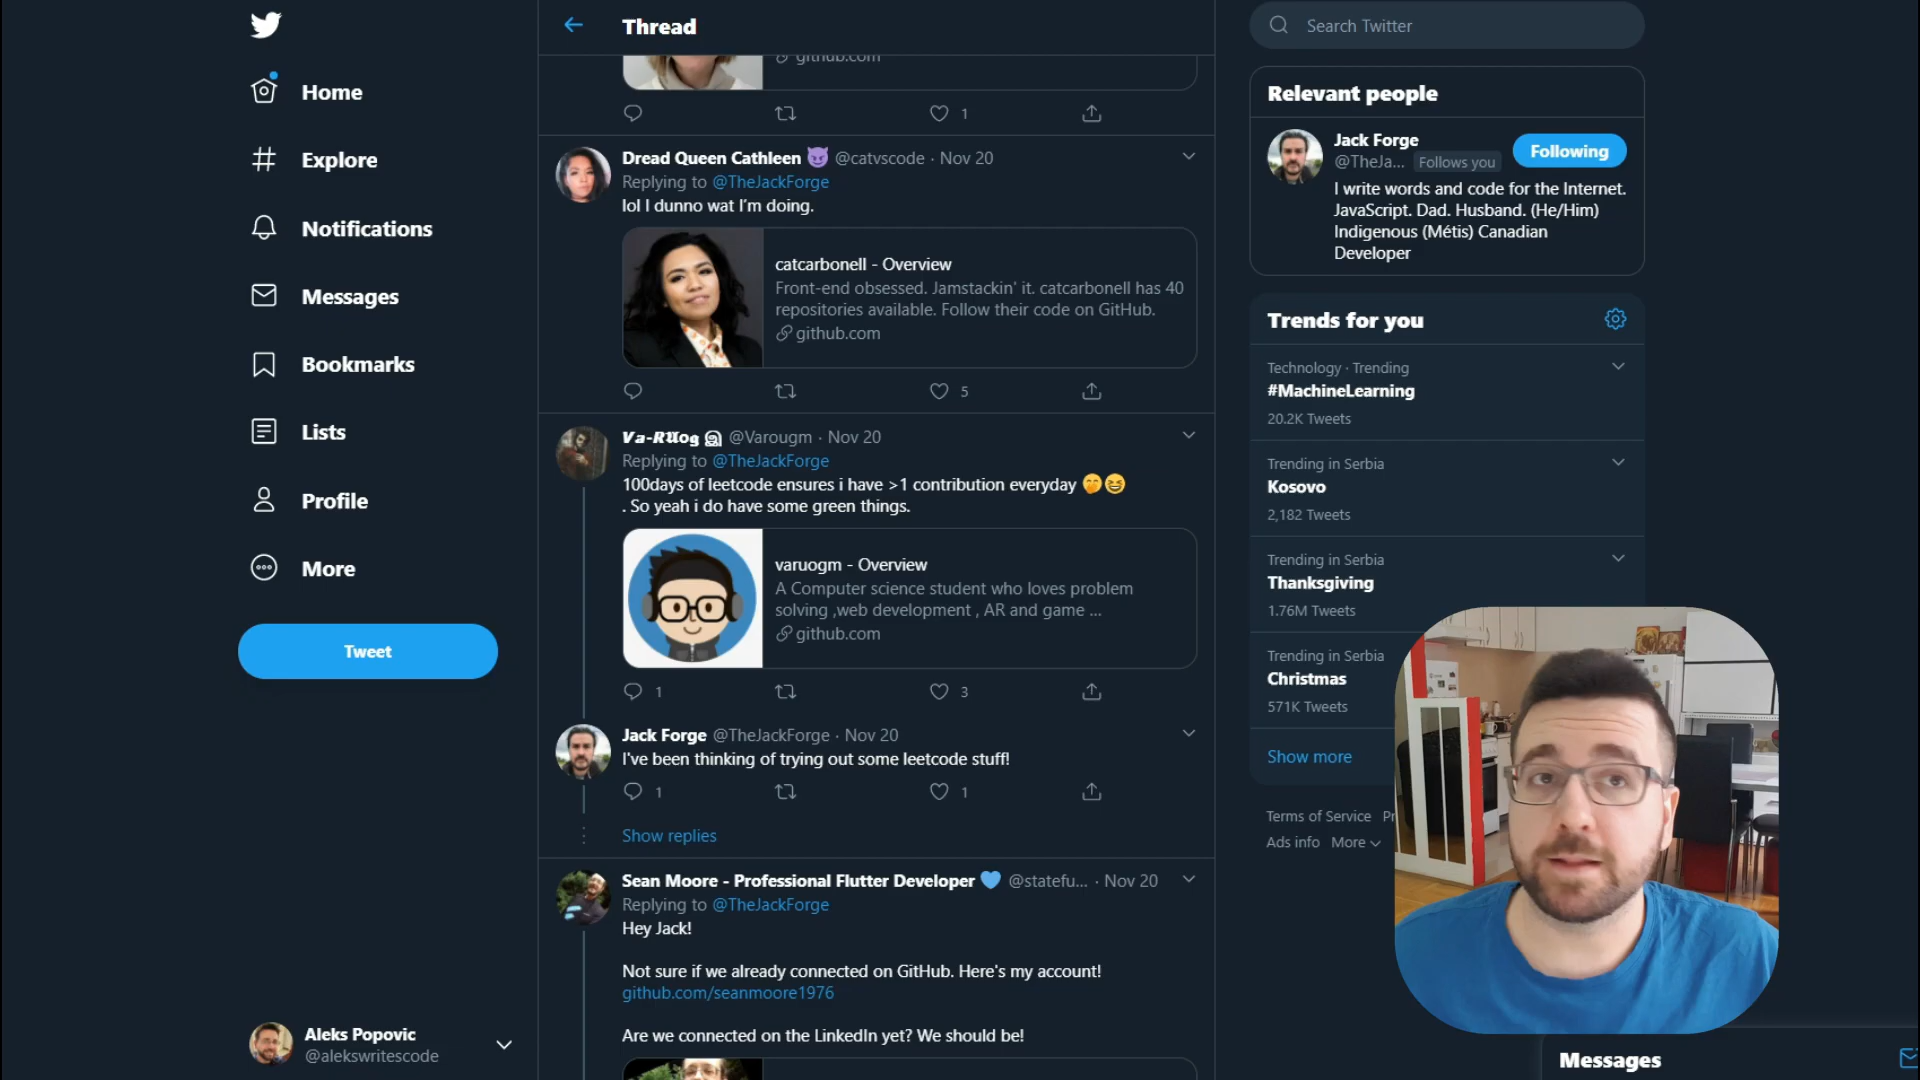 Home
Explore
Notifications
Messages
Bookmarks
Lists
Profile
More
Tweet
Aleks Popovic
@alekswritescode
Thread
github.com
1
Dread Queen Cathleen 😈 @catvscode · Nov 20
Replying to @TheJackForge
lol I dunno wat I’m doing.
catcarbonell - Overview
Front-end obsessed. Jamstackin' it. catcarbonell has 40
repositories available. Follow their code on GitHub.
github.com
5
𝑽𝒂-𝑹𝖀𝖔𝖌 இ @Varougm · Nov 20
Replying to @TheJackForge
100days of leetcode ensures i have >1 contribution everyday 🤭😆
. So yeah i do have some green things.
varuogm - Overview
A Computer science student who loves problem
solving ,web development , AR and game ...
github.com
1 3
Jack Forge @TheJackForge · Nov 20
I've been thinking of trying out some leetcode stuff!
1 1
Show replies
Sean Moore - Professional Flutter Developer 💙 @statefu... · Nov 20
Replying to @TheJackForge
Hey Jack!
Not sure if we already connected on GitHub. Here's my account!
github.com/seanmoore1976
Are we connected on the LinkedIn yet? We should be!
Search Twitter
Relevant people
Jack Forge
@TheJa... Follows you
Following
I write words and code for the Internet.
JavaScript. Dad. Husband. (He/Him)
Indigenous (Métis) Canadian
Developer
Trends for you
Technology · Trending
#MachineLearning
20.2K Tweets
Trending in Serbia
Kosovo
2,182 Tweets
Trending in Serbia
Thanksgiving
1.76M Tweets
Trending in Serbia
Christmas
571K Tweets
Show more
Terms of Service
Ads info More
Messages